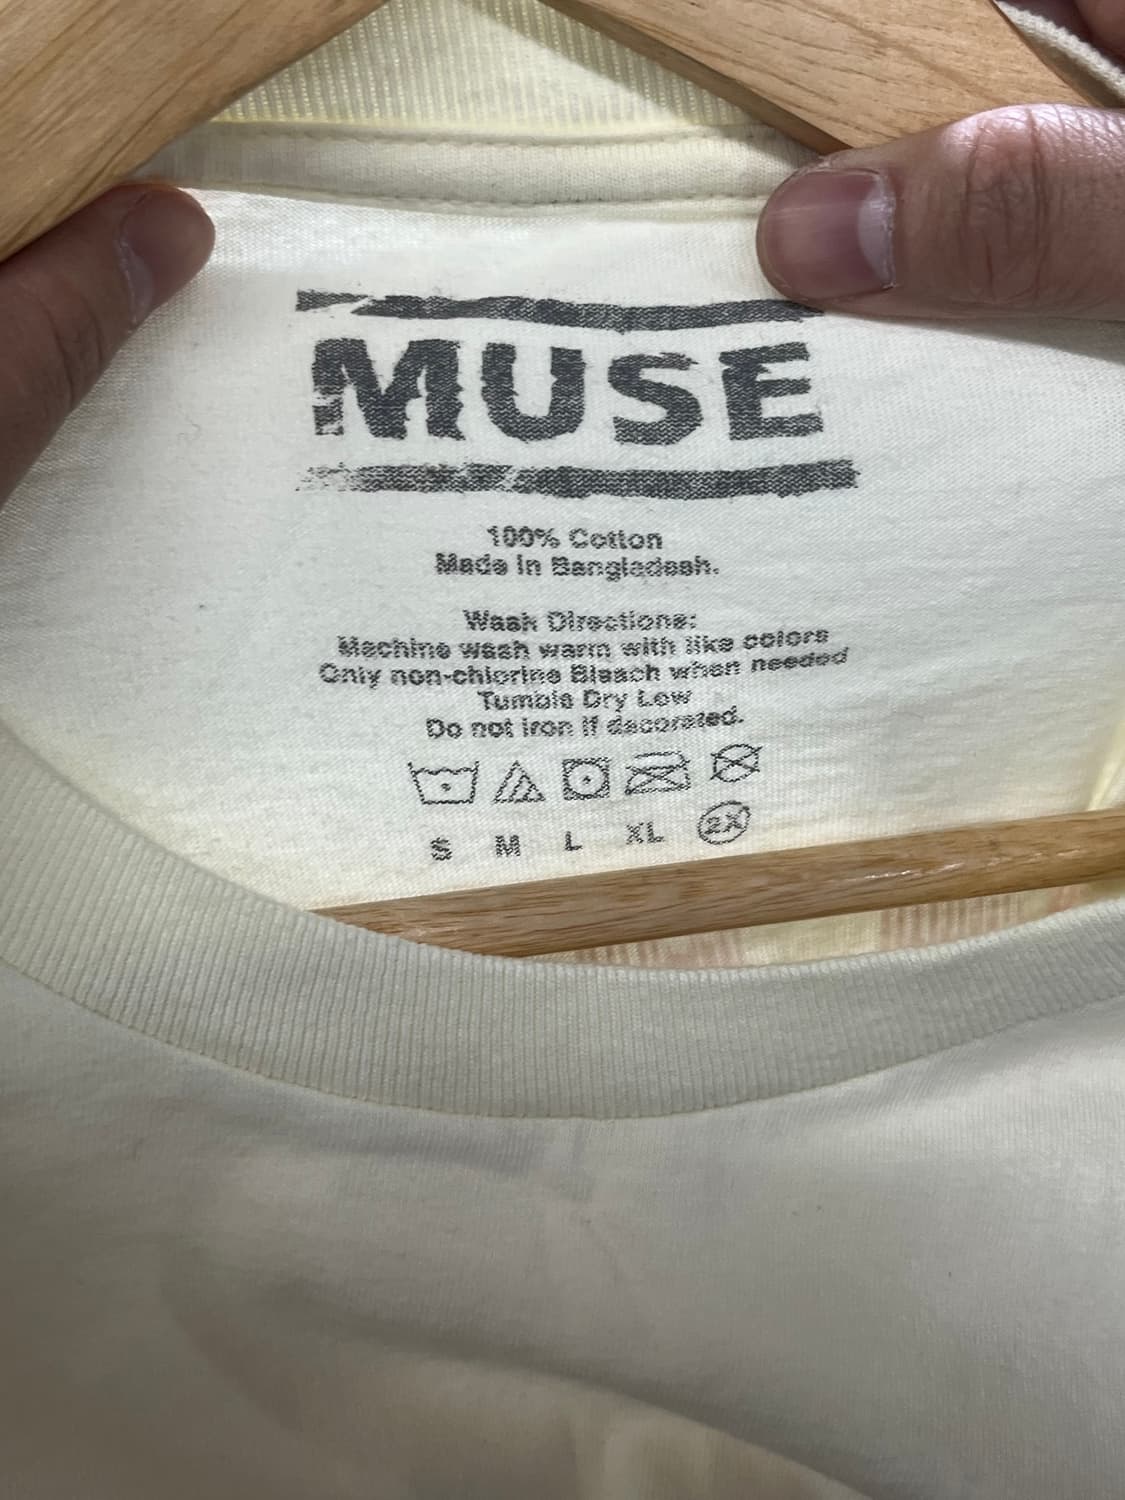 MUSE
100% Cotton
Made in Bangladesh.
Wash Directions:
Machine wash warm with like colors
Only non-chlorine Bleach when needed
Tumble Dry Low
Do not iron if decorated.
S M L XL 2X